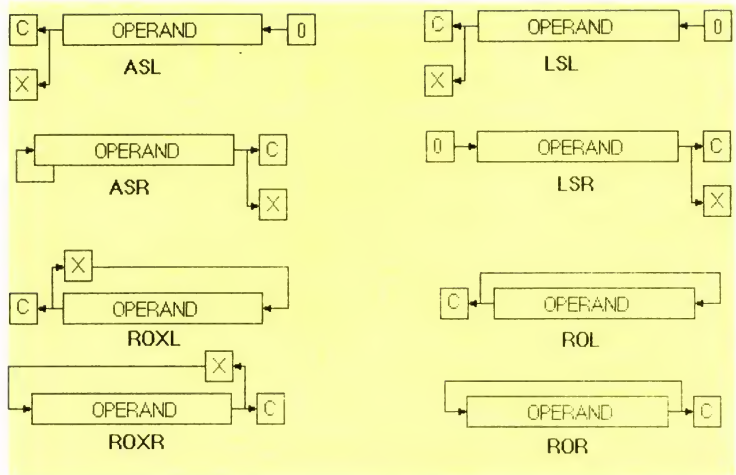 C OPERAND 0
X
ASL
C OPERAND 0
X
LSL
OPERAND C
X
ASR
0 OPERAND C
X
LSR
X
C OPERAND
ROXL
C OPERAND
ROL
X
OPERAND C
ROXR
OPERAND C
ROR